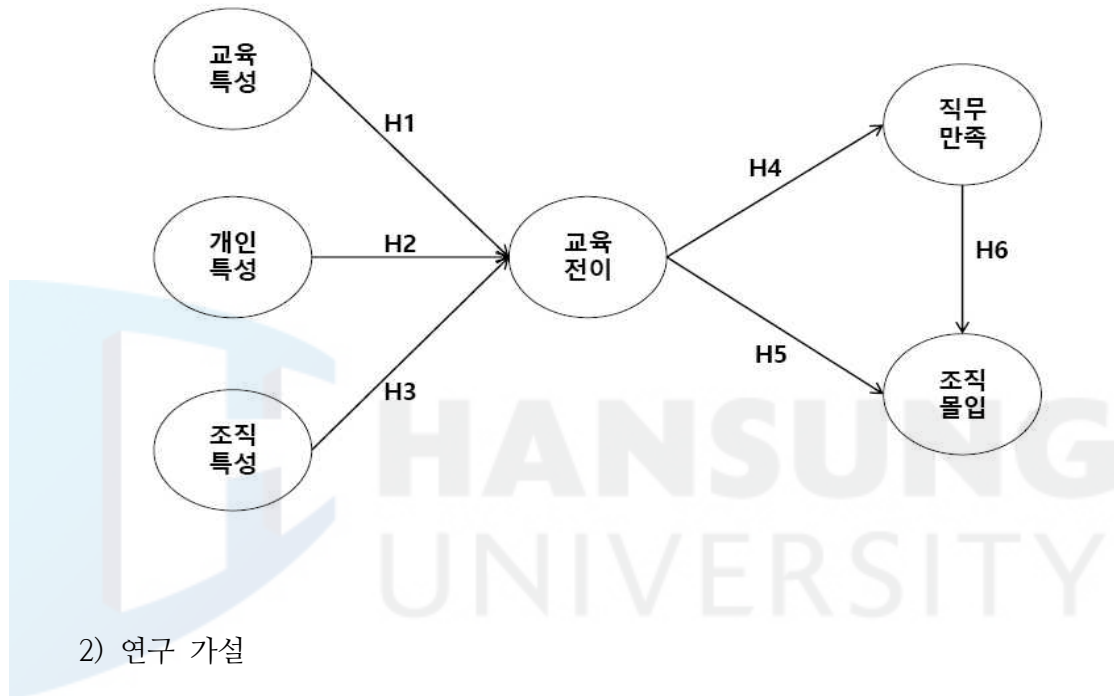 교육
특성
H1
직무
만족
H4
개인
특성
H2
교육
전이
H6
H5
H3
조직
몰입
조직
특성
HANSUNG
UNIVERSITY
2) 연구 가설